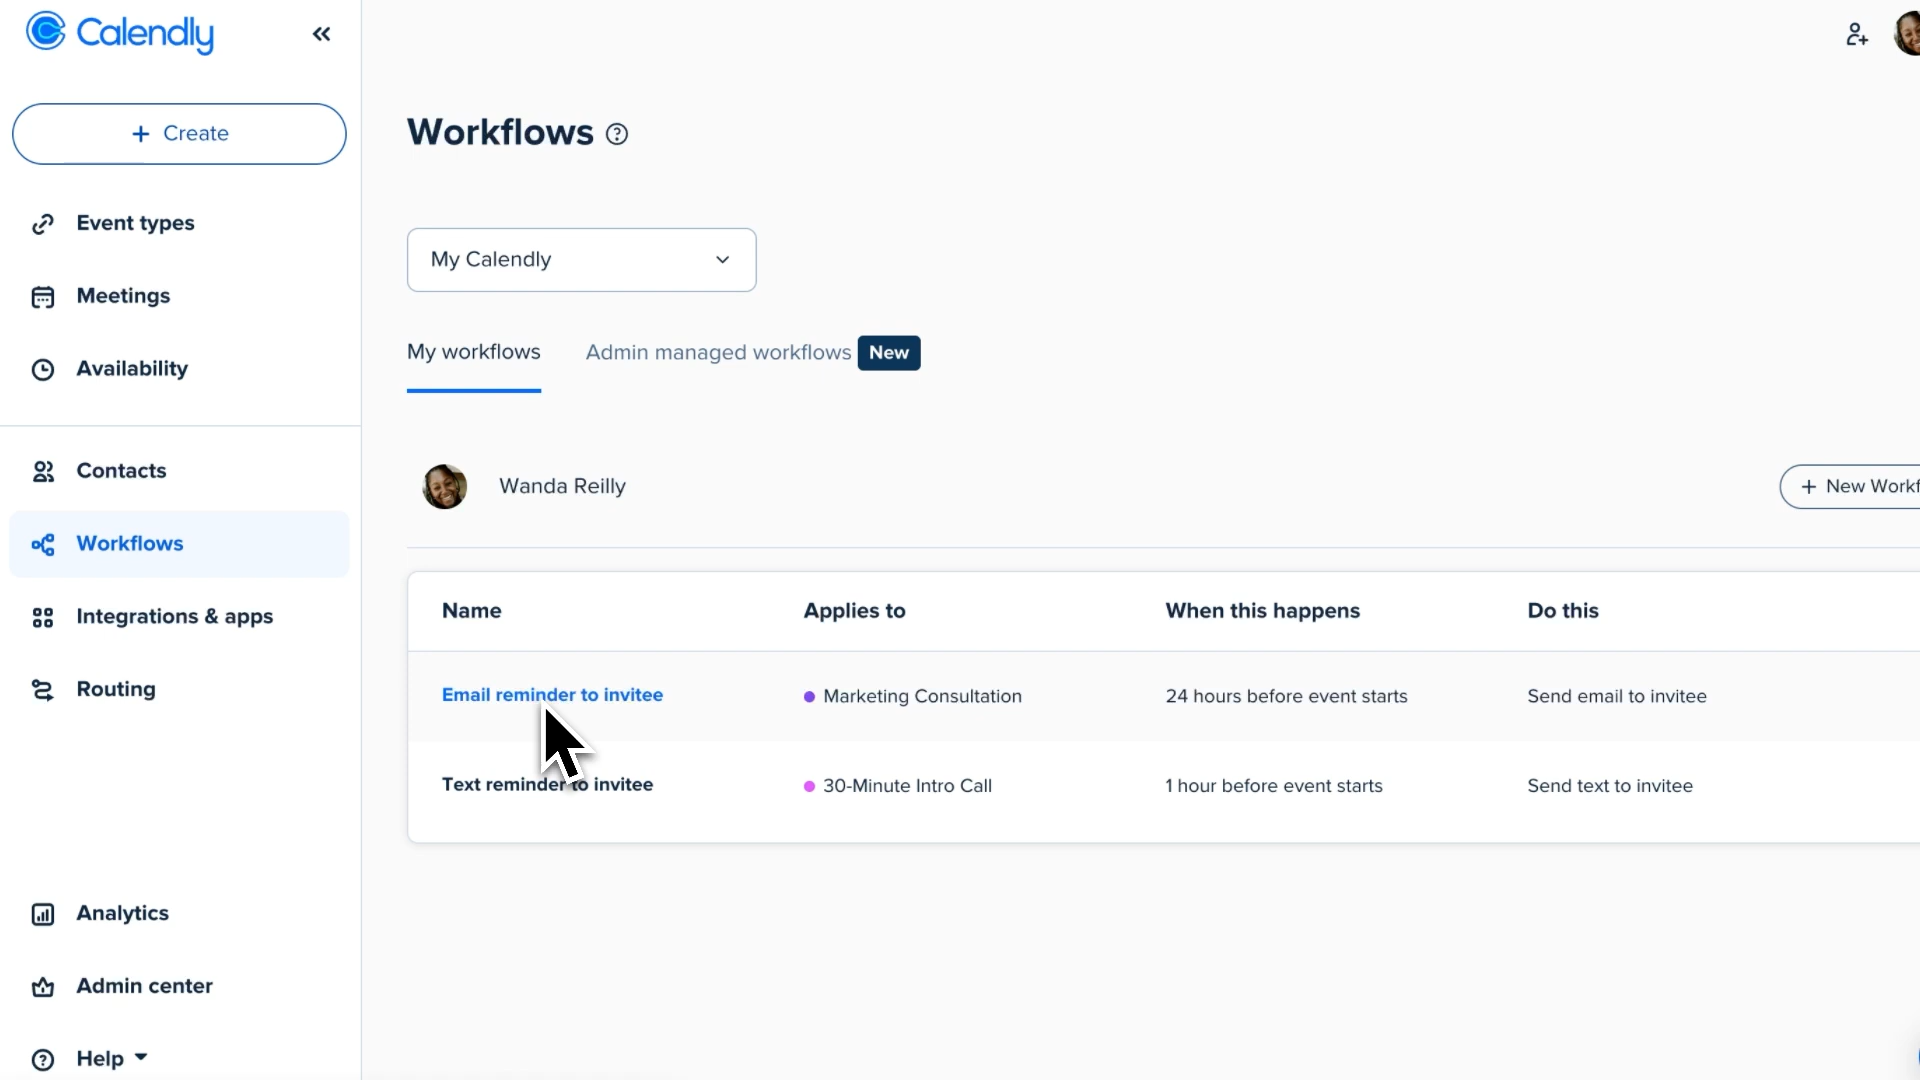 Calendly
+ Create
Event types
Meetings
Availability
Contacts
Workflows
Integrations & apps
Routing
Analytics
Admin center
Help
Workflows
My Calendly
My workflows
Admin managed workflows New
Wanda Reilly
+ New Workf
Name Applies to When this happens Do this
Email reminder to invitee Marketing Consultation 24 hours before event starts Send email to invitee
Text reminder to invitee 30-Minute Intro Call 1 hour before event starts Send text to invitee